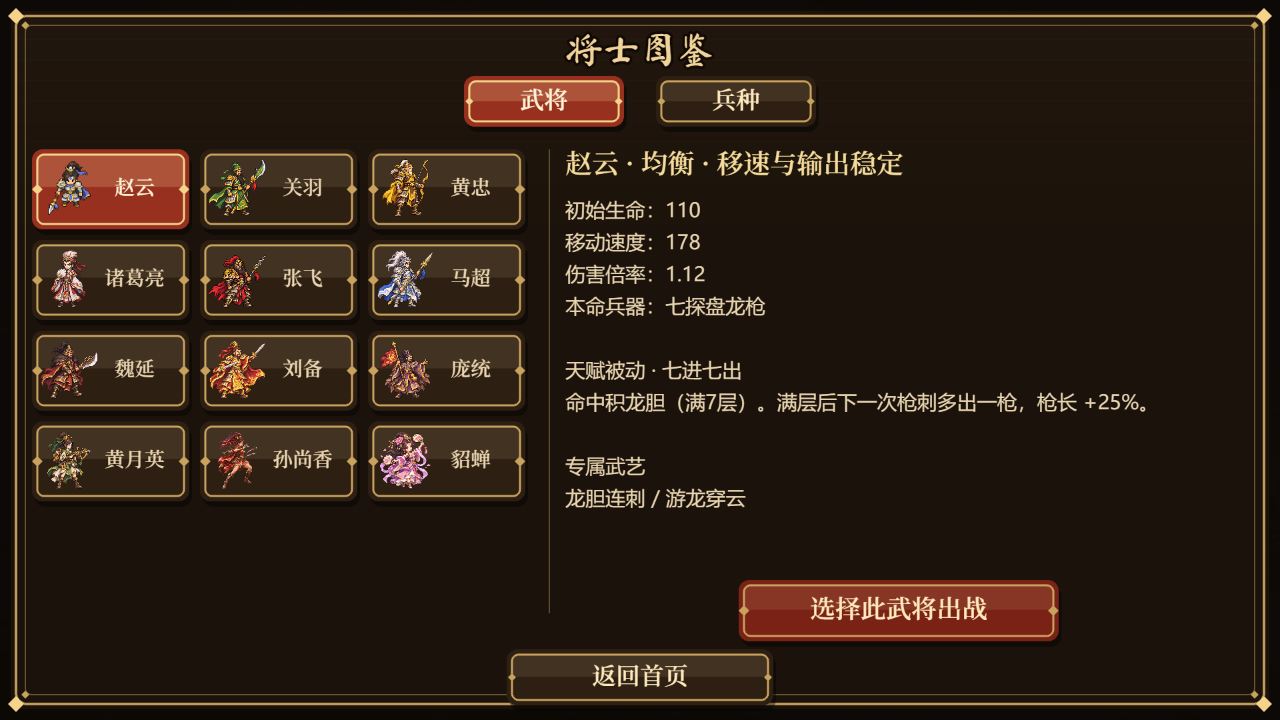 将士图鉴
武将
兵种
赵云
关羽
黄忠
诸葛亮
张飞
马超
魏延
刘备
庞统
黄月英
孙尚香
貂蝉
赵云 · 均衡 · 移速与输出稳定
初始生命：110
移动速度：178
伤害倍率：1.12
本命兵器：七探盘龙枪
天赋被动 · 七进七出
命中积龙胆（满7层）。满层后下一次枪刺多出一枪，枪长 +25%。
专属武艺
龙胆连刺 / 游龙穿云
选择此武将出战
返回首页